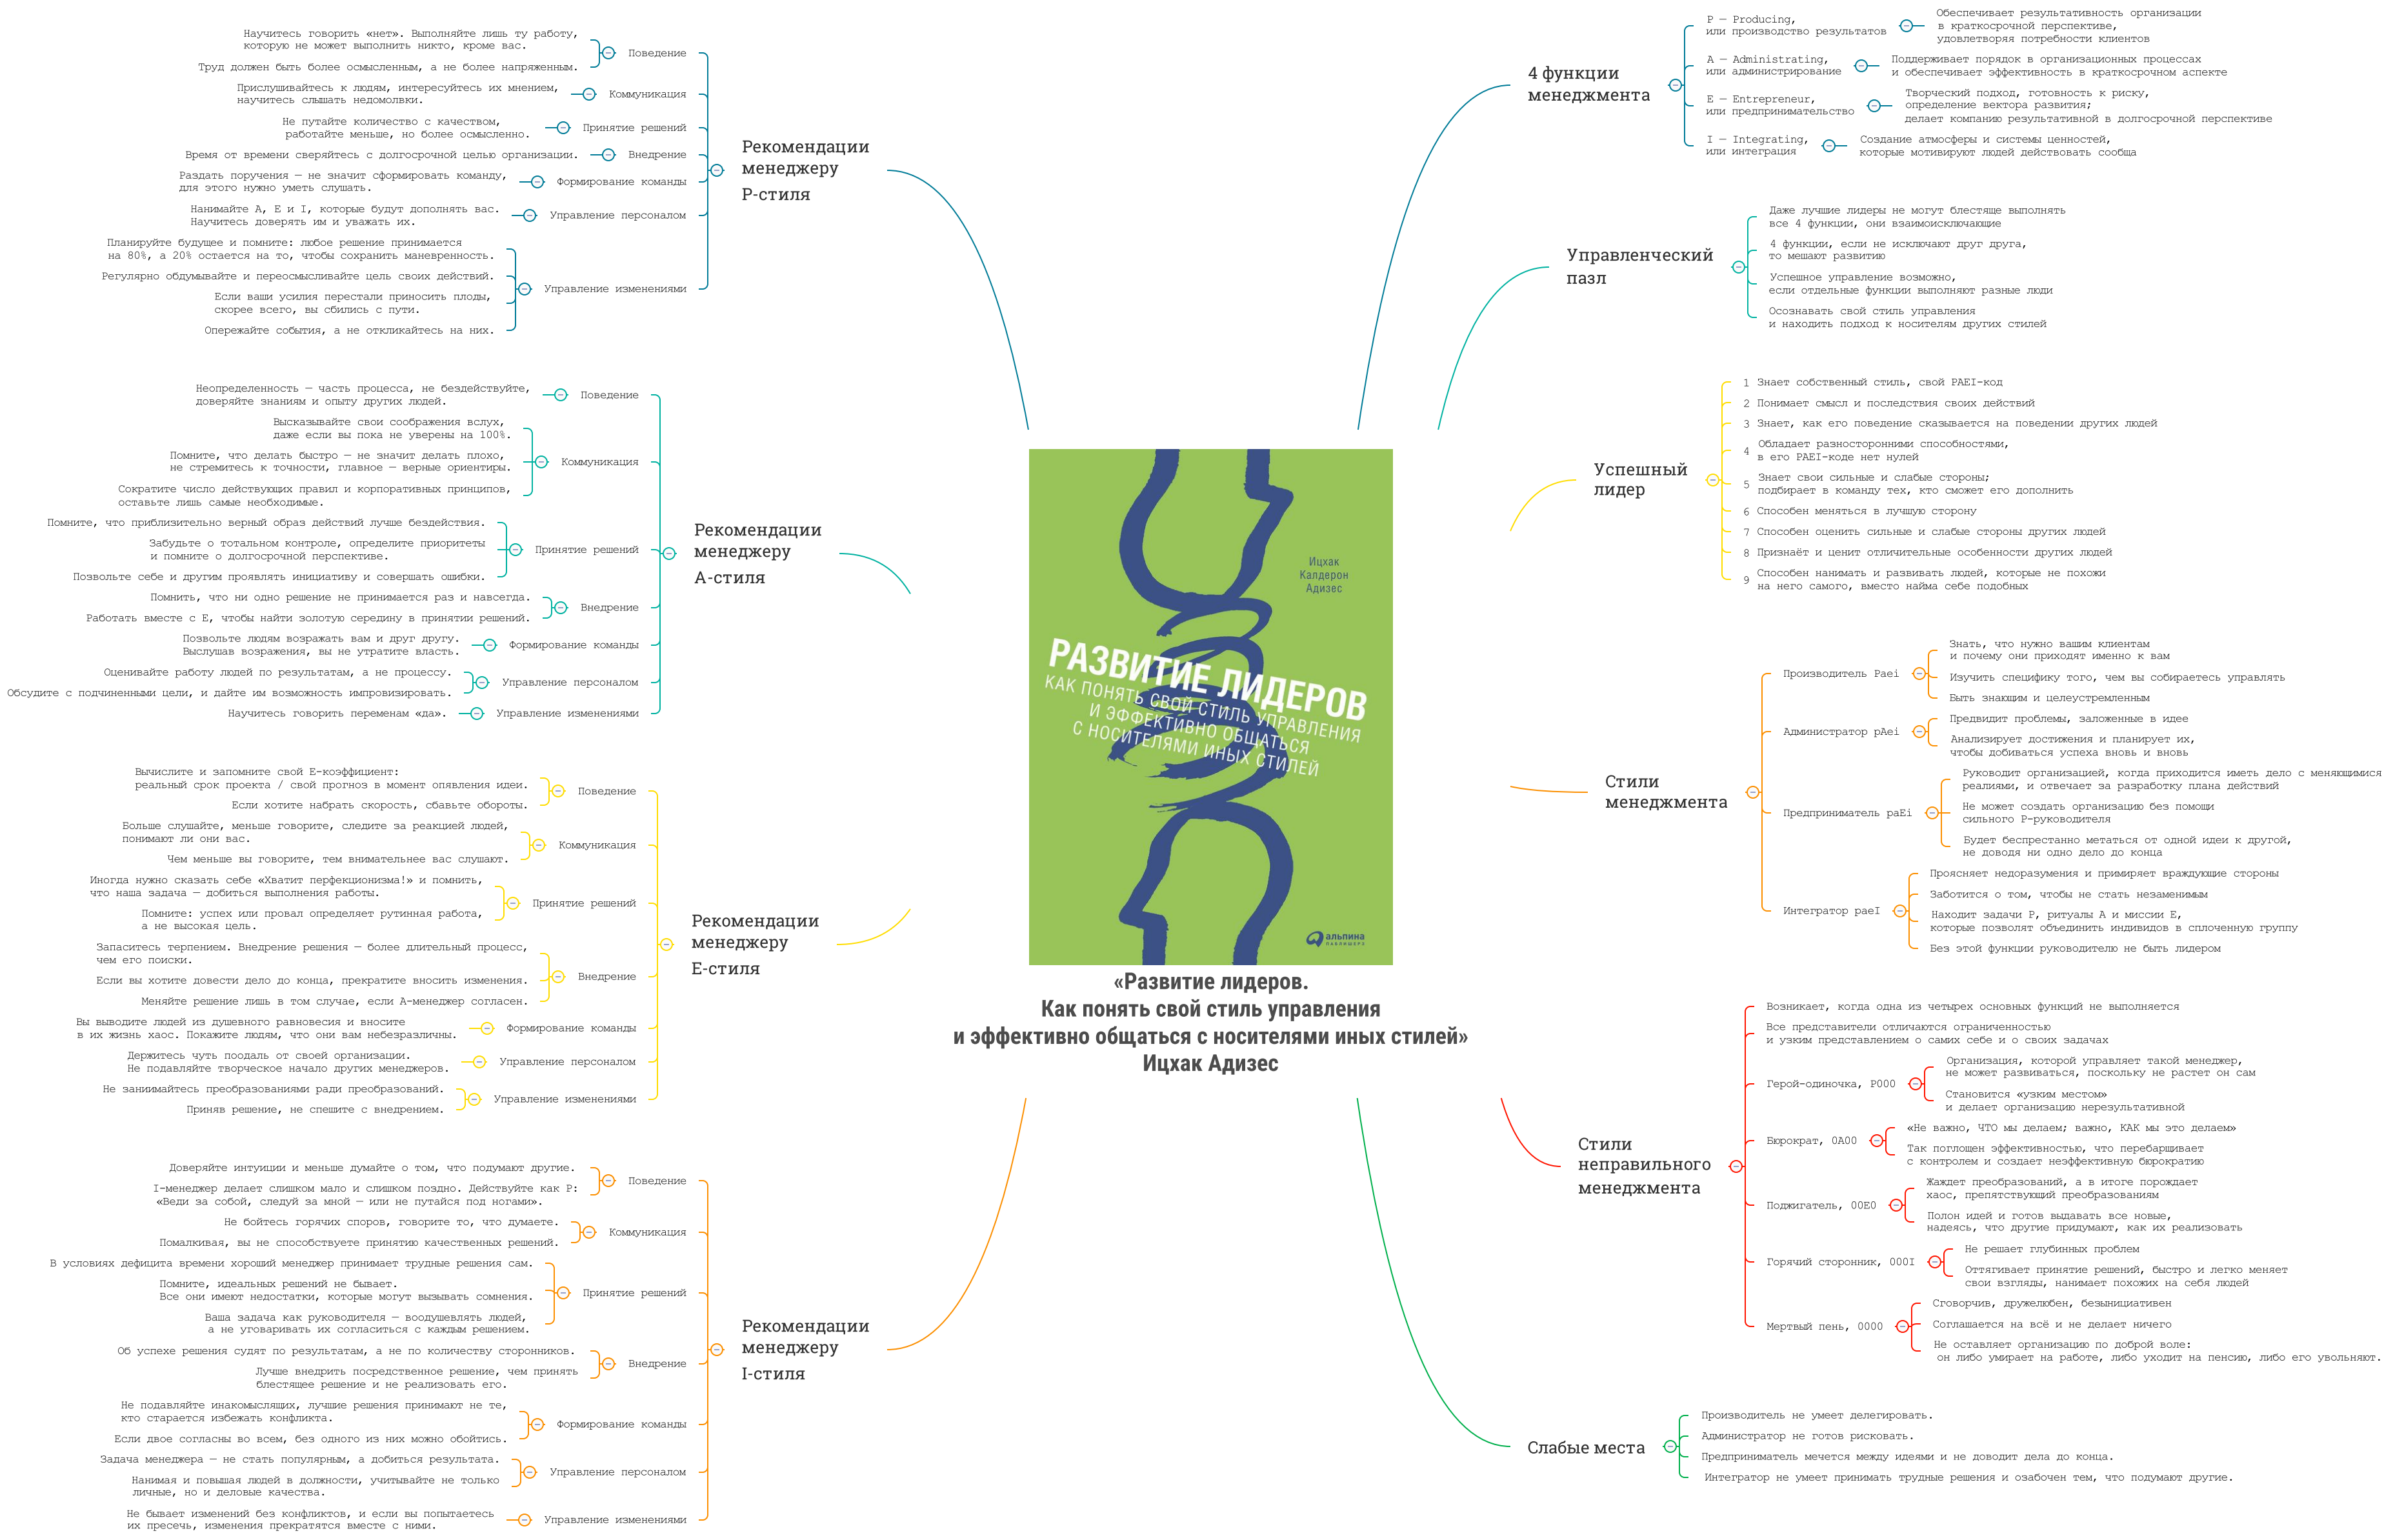 Научитесь говорить «нет». Выполняйте лишь ту работу,
которую не может выполнить никто, кроме вас.
Труд должен быть более осмысленным, а не более напряженным.
Поведение
Прислушивайтесь к людям, интересуйтесь их мнением,
научитесь слышать недомолвки.
Коммуникация
Не путайте количество с качеством,
работайте меньше, но более осмысленно.
Принятие решений
Время от времени сверяйтесь с долгосрочной целью организации.
Внедрение
Раздать поручения — не значит сформировать команду,
для этого нужно уметь слушать.
Формирование команды
Нанимайте А, Е и I, которые будут дополнять вас.
Научитесь доверять им и уважать их.
Управление персоналом
Планируйте будущее и помните: любое решение принимается
на 80%, а 20% остается на то, чтобы сохранить маневренность.
Регулярно обдумывайте и переосмысливайте цель своих действий.
Если ваши усилия перестали приносить плоды,
скорее всего, вы сбились с пути.
Опережайте события, а не откликайтесь на них.
Управление изменениями
Рекомендации
менеджеру
Р-стиля
Неопределенность — часть процесса, не бездействуйте,
доверяйте знаниям и опыту других людей.
Поведение
Высказывайте свои соображения вслух,
даже если вы пока не уверены на 100%.
Помните, что делать быстро — не значит делать плохо,
не стремитесь к точности, главное — верные ориентиры.
Сократите число действующих правил и корпоративных принципов,
оставьте лишь самые необходимые.
Коммуникация
Помните, что приблизительно верный образ действий лучше бездействия.
Забудьте о тотальном контроле, определите приоритеты
и помните о долгосрочной перспективе.
Позвольте себе и другим проявлять инициативу и совершать ошибки.
Принятие решений
Помнить, что ни одно решение не принимается раз и навсегда.
Работать вместе с Е, чтобы найти золотую середину в принятии решений.
Внедрение
Позвольте людям возражать вам и друг другу.
Выслушав возражения, вы не утратите власть.
Формирование команды
Оценивайте работу людей по результатам, а не процессу.
Обсудите с подчиненными цели, и дайте им возможность импровизировать.
Управление персоналом
Научитесь говорить переменам «да».
Управление изменениями
Рекомендации
менеджеру
А-стиля
Вычислите и запомните свой Е-коэффициент:
реальный срок проекта / свой прогноз в момент опявления идеи.
Если хотите набрать скорость, сбавьте обороты.
Поведение
Больше слушайте, меньше говорите, следите за реакцией людей,
понимают ли они вас.
Чем меньше вы говорите, тем внимательнее вас слушают.
Коммуникация
Иногда нужно сказать себе «Хватит перфекционизма!» и помнить,
что наша задача — добиться выполнения работы.
Помните: успех или провал определяет рутинная работа,
а не высокая цель.
Принятие решений
Запаситесь терпением. Внедрение решения — более длительный процесс,
чем его поиски.
Если вы хотите довести дело до конца, прекратите вносить изменения.
Меняйте решение лишь в том случае, если А-менеджер согласен.
Внедрение
Вы выводите людей из душевного равновесия и вносите
в их жизнь хаос. Покажите людям, что они вам небезразличны.
Формирование команды
Держитесь чуть поодаль от своей организации.
Не подавляйте творческое начало других менеджеров.
Управление персоналом
Не заниимайтесь преобразованиями ради преобразований.
Приняв решение, не спешите с внедрением.
Управление изменениями
Рекомендации
менеджеру
Е-стиля
Доверяйте интуиции и меньше думайте о том, что подумают другие.
I-менеджер делает слишком мало и слишком поздно. Действуйте как Р:
«Веди за собой, следуй за мной — или не путайся под ногами».
Поведение
Не бойтесь горячих споров, говорите то, что думаете.
Помалкивая, вы не способствуете принятию качественных решений.
Коммуникация
В условиях дефицита времени хороший менеджер принимает трудные решения сам.
Помните, идеальных решений не бывает.
Все они имеют недостатки, которые могут вызывать сомнения.
Ваша задача как руководителя — воодушевлять людей,
а не уговаривать их согласиться с каждым решением.
Принятие решений
Об успехе решения судят по результатам, а не по количеству сторонников.
Лучше внедрить посредственное решение, чем принять
блестящее решение и не реализовать его.
Внедрение
Не подавляйте инакомыслящих, лучшие решения принимают не те,
кто старается избежать конфликта.
Если двое согласны во всем, без одного из них можно обойтись.
Формирование команды
Задача менеджера — не стать популярным, а добиться результата.
Нанимая и повышая людей в должности, учитывайте не только
личные, но и деловые качества.
Управление персоналом
Не бывает изменений без конфликтов, и если вы попытаетесь
их пресечь, изменения прекратятся вместе с ними.
Управление изменениями
Рекомендации
менеджеру
I-стиля
Ицхак
Калдерон
Адизес
РАЗВИТИЕ ЛИДЕРОВ
КАК ПОНЯТЬ СВОЙ СТИЛЬ УПРАВЛЕНИЯ
И ЭФФЕКТИВНО ОБЩАТЬСЯ
С НОСИТЕЛЯМИ ИНЫХ СТИЛЕЙ
альпина
ПАБЛИШЕРЗ
«Развитие лидеров.
Как понять свой стиль управления
и эффективно общаться с носителями иных стилей»
Ицхак Адизес
4 функции
менеджмента
P — Producing,
или производство результатов
Обеспечивает результативность организации
в краткосрочной перспективе,
удовлетворяя потребности клиентов
A — Administrating,
или администрирование
Поддерживает порядок в организационных процессах
и обеспечивает эффективность в краткосрочном аспекте
E — Entrepreneur,
или предпринимательство
Творческий подход, готовность к риску,
определение вектора развития;
делает компанию результативной в долгосрочной перспективе
I — Integrating,
или интеграция
Создание атмосферы и системы ценностей,
которые мотивируют людей действовать сообща
Управленческий
пазл
Даже лучшие лидеры не могут блестяще выполнять
все 4 функции, они взаимоисключающие
4 функции, если не исключают друг друга,
то мешают развитию
Успешное управление возможно,
если отдельные функции выполняют разные люди
Осознавать свой стиль управления
и находить подход к носителям других стилей
Успешный
лидер
1 Знает собственный стиль, свой PAEI-код
2 Понимает смысл и последствия своих действий
3 Знает, как его поведение сказывается на поведении других людей
4 Обладает разносторонними способностями,
в его PAEI-коде нет нулей
5 Знает свои сильные и слабые стороны;
подбирает в команду тех, кто сможет его дополнить
6 Способен меняться в лучшую сторону
7 Способен оценить сильные и слабые стороны других людей
8 Признаёт и ценит отличительные особенности других людей
9 Способен нанимать и развивать людей, которые не похожи
на него самого, вместо найма себе подобных
Стили
менеджмента
Производитель Paei
Знать, что нужно вашим клиентам
и почему они приходят именно к вам
Изучить специфику того, чем вы собираетесь управлять
Быть знающим и целеустремленным
Администратор pAei
Предвидит проблемы, заложенные в идее
Анализирует достижения и планирует их,
чтобы добиваться успеха вновь и вновь
Предприниматель paEi
Руководит организацией, когда приходится иметь дело с меняющимися
реалиями, и отвечает за разработку плана действий
Не может создать организацию без помощи
сильного Р-руководителя
Будет беспрестанно метаться от одной идеи к другой,
не доводя ни одно дело до конца
Интегратор paeI
Проясняет недоразумения и примиряет враждующие стороны
Заботится о том, чтобы не стать незаменимым
Находит задачи Р, ритуалы А и миссии Е,
которые позволят объединить индивидов в сплоченную группу
Без этой функции руководителю не быть лидером
Стили
неправильного
менеджмента
Возникает, когда одна из четырех основных функций не выполняется
Все представители отличаются ограниченностью
и узким представлением о самих себе и о своих задачах
Герой-одиночка, P000
Организация, которой управляет такой менеджер,
не может развиваться, поскольку не растет он сам
Становится «узким местом»
и делает организацию нерезультативной
Бюрократ, 0A00
«Не важно, ЧТО мы делаем; важно, КАК мы это делаем»
Так поглощен эффективностью, что перебарщивает
с контролем и создает неэффективную бюрократию
Поджигатель, 00E0
Жаждет преобразований, а в итоге порождает
хаос, препятствующий преобразованиям
Полон идей и готов выдавать все новые,
надеясь, что другие придумают, как их реализовать
Горячий сторонник, 000I
Не решает глубинных проблем
Оттягивает принятие решений, быстро и легко меняет
свои взгляды, нанимает похожих на себя людей
Мертвый пень, 0000
Сговорчив, дружелюбен, безынициативен
Соглашается на всё и не делает ничего
Не оставляет организацию по доброй воле:
он либо умирает на работе, либо уходит на пенсию, либо его увольняют.
Слабые места
Производитель не умеет делегировать.
Администратор не готов рисковать.
Предприниматель мечется между идеями и не доводит дела до конца.
Интегратор не умеет принимать трудные решения и озабочен тем, что подумают другие.